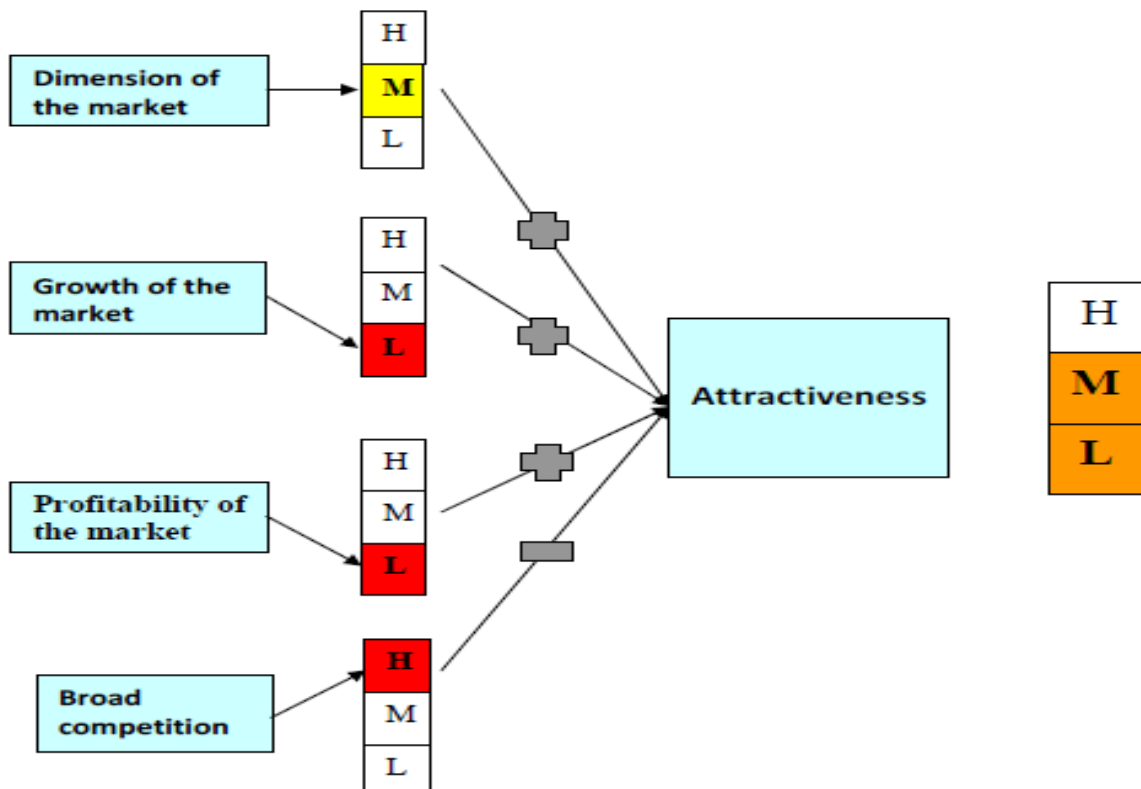 Dimension of
the market
H
M
L
Growth of the
market
H
M
L
Profitability of
the market
H
M
L
Broad
competition
H
M
L
Attractiveness
H
M
L